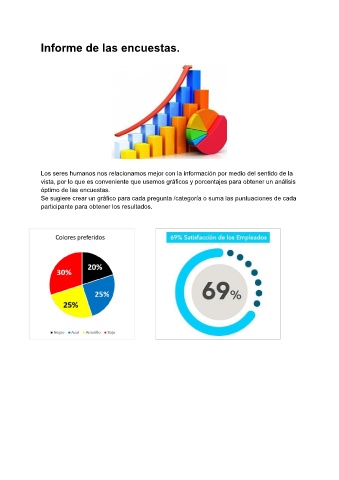 Informe de las encuestas.
Los seres humanos nos relacionamos mejor con la información por medio del sentido de la
vista, por lo que es conveniente que usemos gráficos y porcentajes para obtener un análisis
óptimo de las encuestas.
Se sugiere crear un gráfico para cada pregunta /categoría o suma las puntuaciones de cada
participante para obtener los resultados.
Colores preferidos
30%
20%
25%
25%
Negro Azul Amarillo Rojo
69% Satisfacción de los Empleados
69%